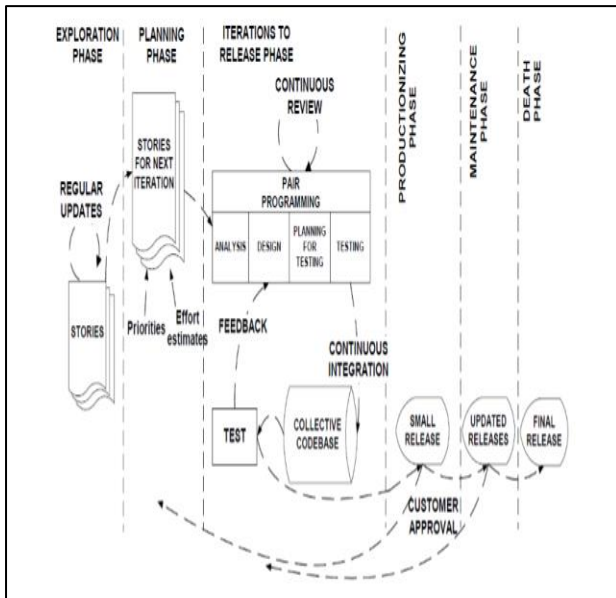 EXPLORATION
PHASE
PLANNING
PHASE
ITERATIONS TO
RELEASE PHASE
PRODUCTIONIZING
PHASE
MAINTENANCE
PHASE
DEATH
PHASE
CONTINUOUS
REVIEW
STORIES
FOR NEXT
ITERATION
REGULAR
UPDATES
PAIR
PROGRAMMING
ANALYSIS
DESIGN
PLANNING
FOR
TESTING
TESTING
STORIES
Priorities
Effort
estimates
FEEDBACK
CONTINUOUS
INTEGRATION
TEST
COLLECTIVE
CODEBASE
SMALL
RELEASE
UPDATED
RELEASES
FINAL
RELEASE
CUSTOMER
APPROVAL